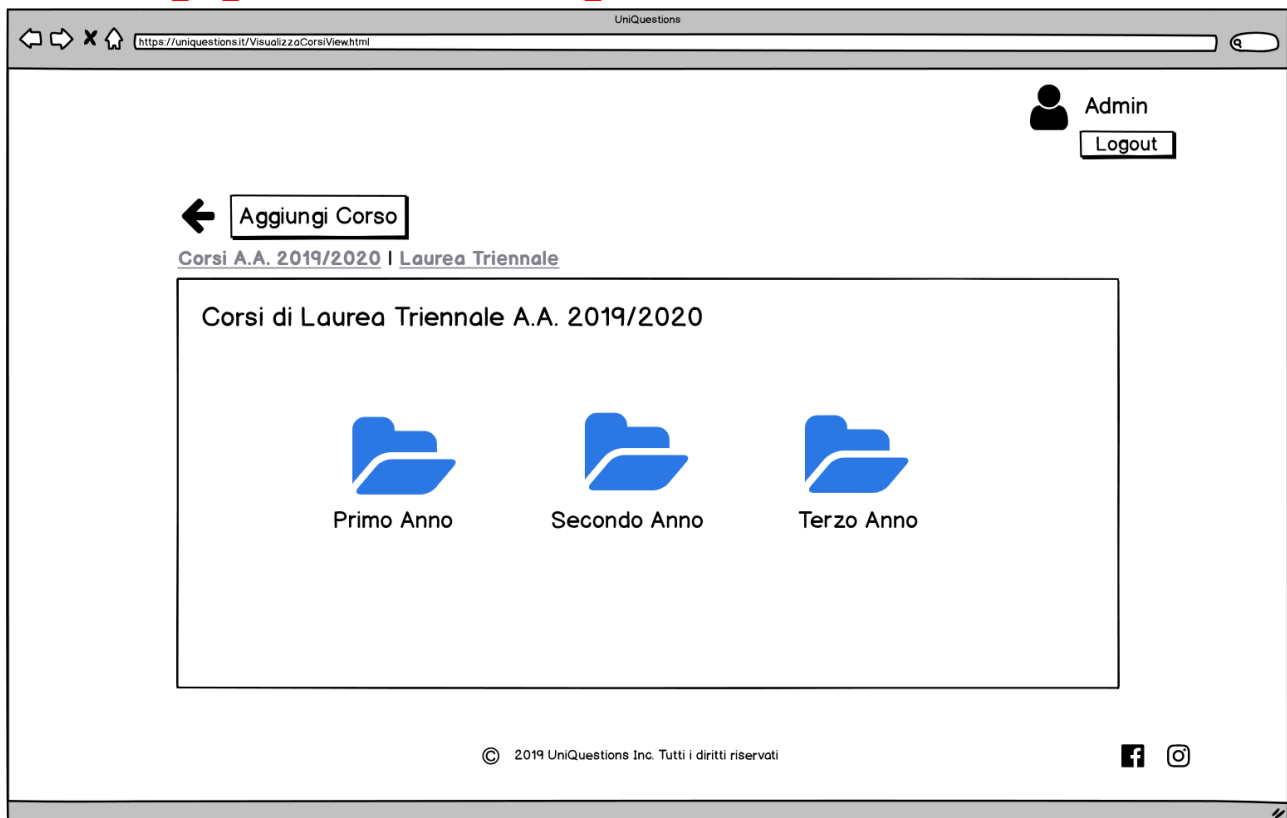 UniQuestions
https://uniquestions.it/VisualizzaCorsiView.html
Admin
Logout
Aggiungi Corso
Corsi A.A. 2019/2020 | Laurea Triennale
Corsi di Laurea Triennale A.A. 2019/2020
Primo Anno Secondo Anno Terzo Anno
© 2019 UniQuestions Inc. Tutti i diritti riservati